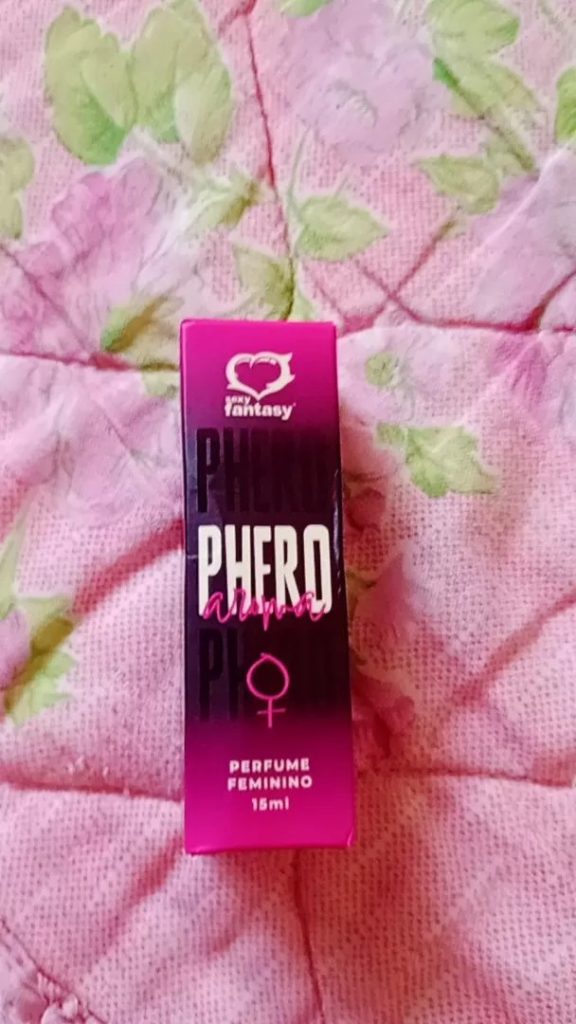 sexy
fantasy
PHERO
PHERO
aroma
PHERO
PERFUME
FEMININO
15ml